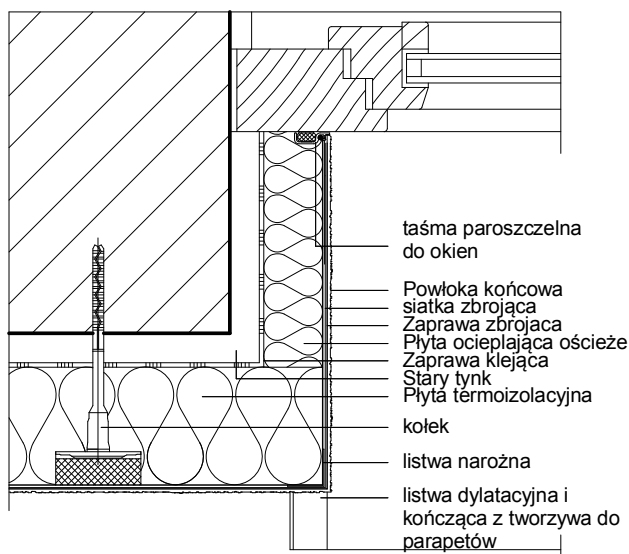 taśma paroszczelna
do okien
Powłoka końcowa
siatka zbrojąca
Zaprawa zbrojaca
Płyta ocieplająca ościeże
Zaprawa klejąca
Stary tynk
Płyta termoizolacyjna
kołek
listwa narożna
listwa dylatacyjna i
kończąca z tworzywa do
parapetów